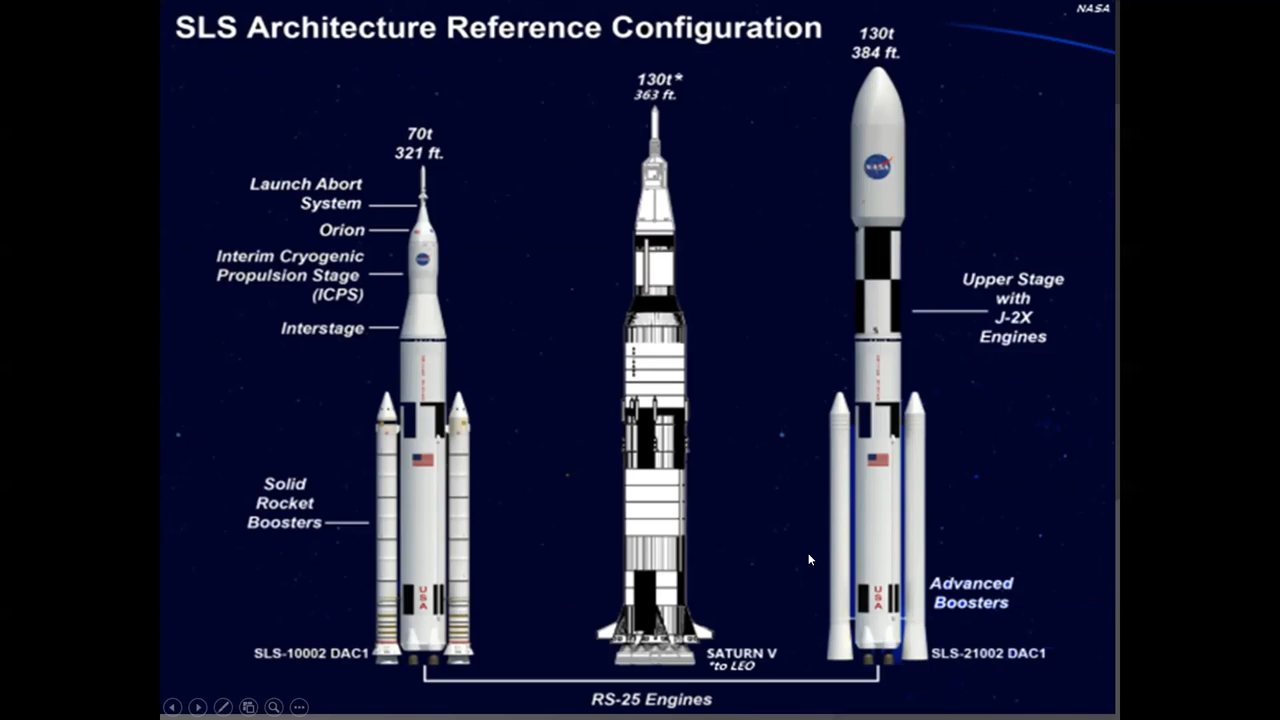 NASA
SLS Architecture Reference Configuration
130t
384 ft.
130t*
363 ft.
70t
321 ft.
Launch Abort
System
Orion
Interim Cryogenic
Propulsion Stage
(ICPS)
Interstage
NASA
Upper Stage
with
J-2X
Engines
Solid
Rocket
Boosters
USA
USA
Advanced
Boosters
SLS-10002 DAC1
SATURN V
*to LEO
SLS-21002 DAC1
RS-25 Engines